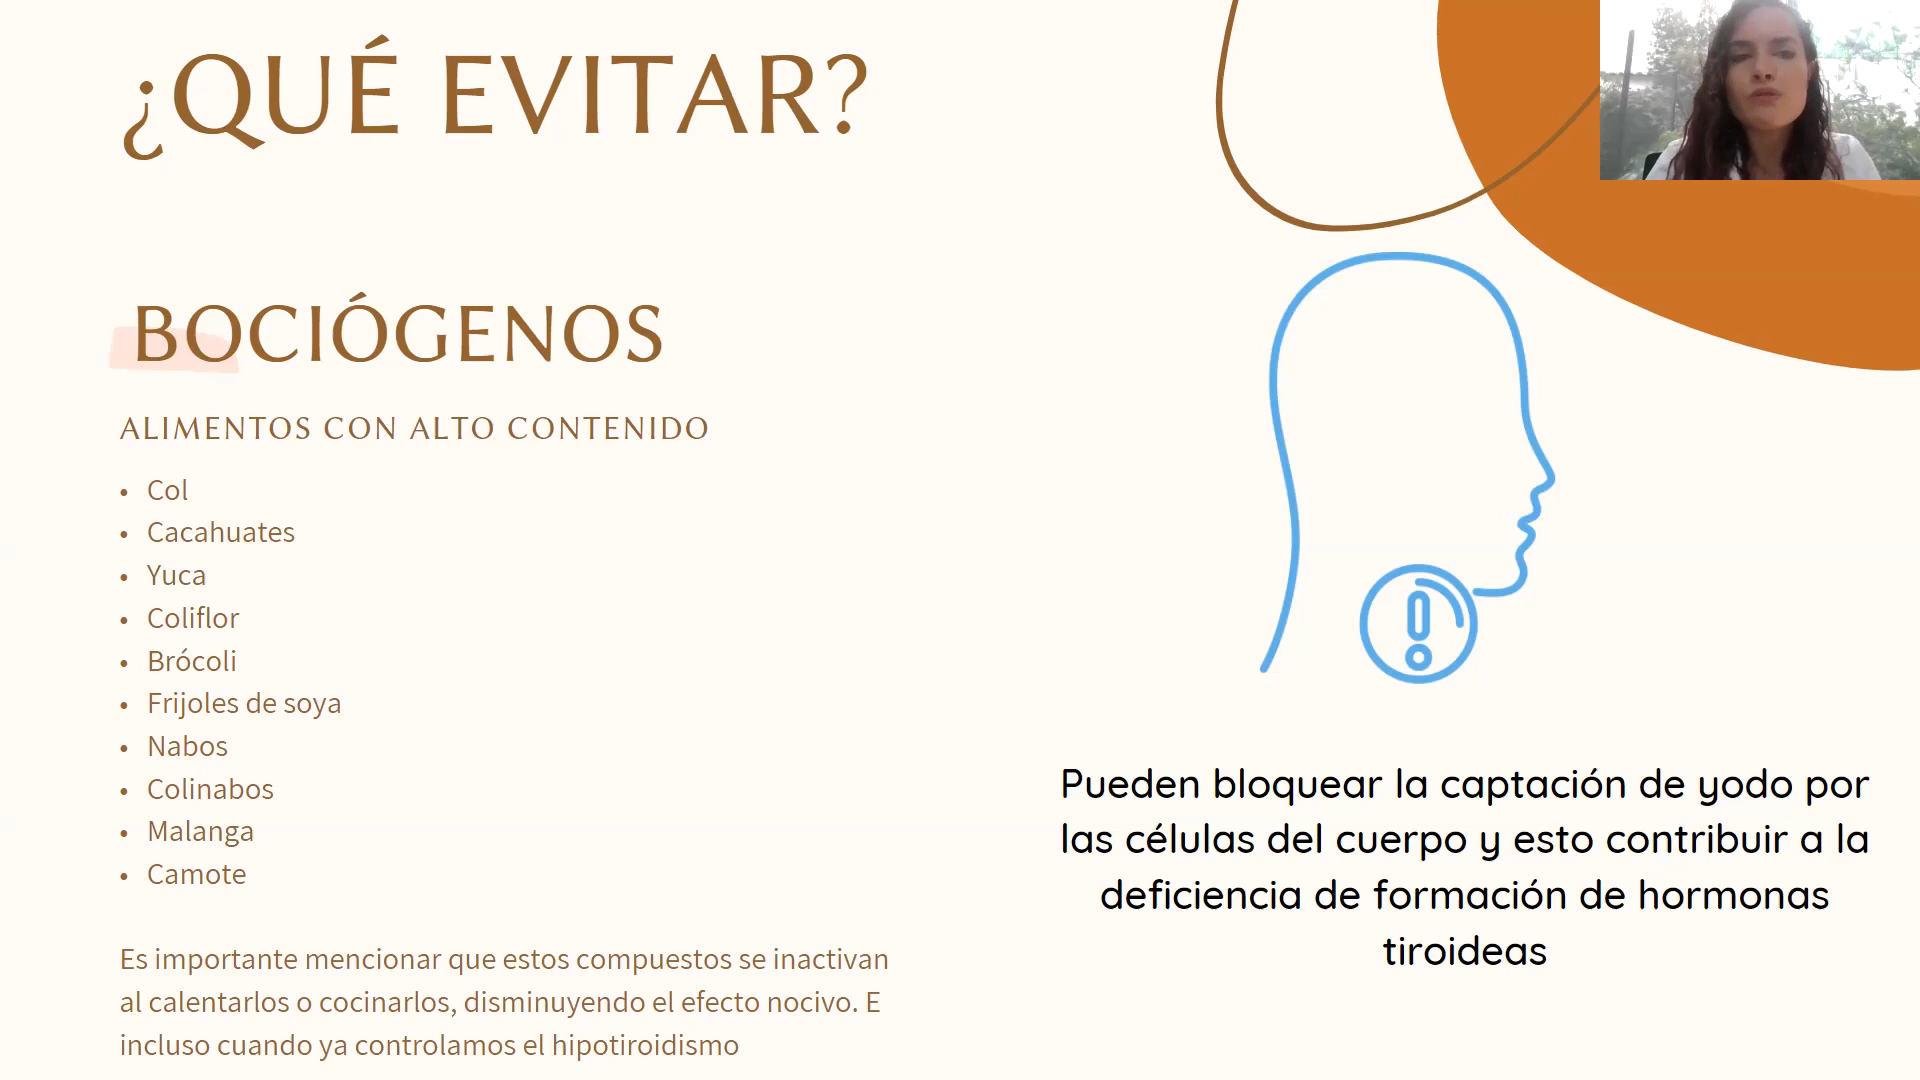 ¿QUÉ EVITAR?
BOCIÓGENOS
ALIMENTOS CON ALTO CONTENIDO
• Col
• Cacahuates
• Yuca
• Coliflor
• Brócoli
• Frijoles de soya
• Nabos
• Colinabos
• Malanga
• Camote
Es importante mencionar que estos compuestos se inactivan
al calentarlos o cocinarlos, disminuyendo el efecto nocivo. E
incluso cuando ya controlamos el hipotiroidismo
Pueden bloquear la captación de yodo por
las células del cuerpo y esto contribuir a la
deficiencia de formación de hormonas
tiroideas